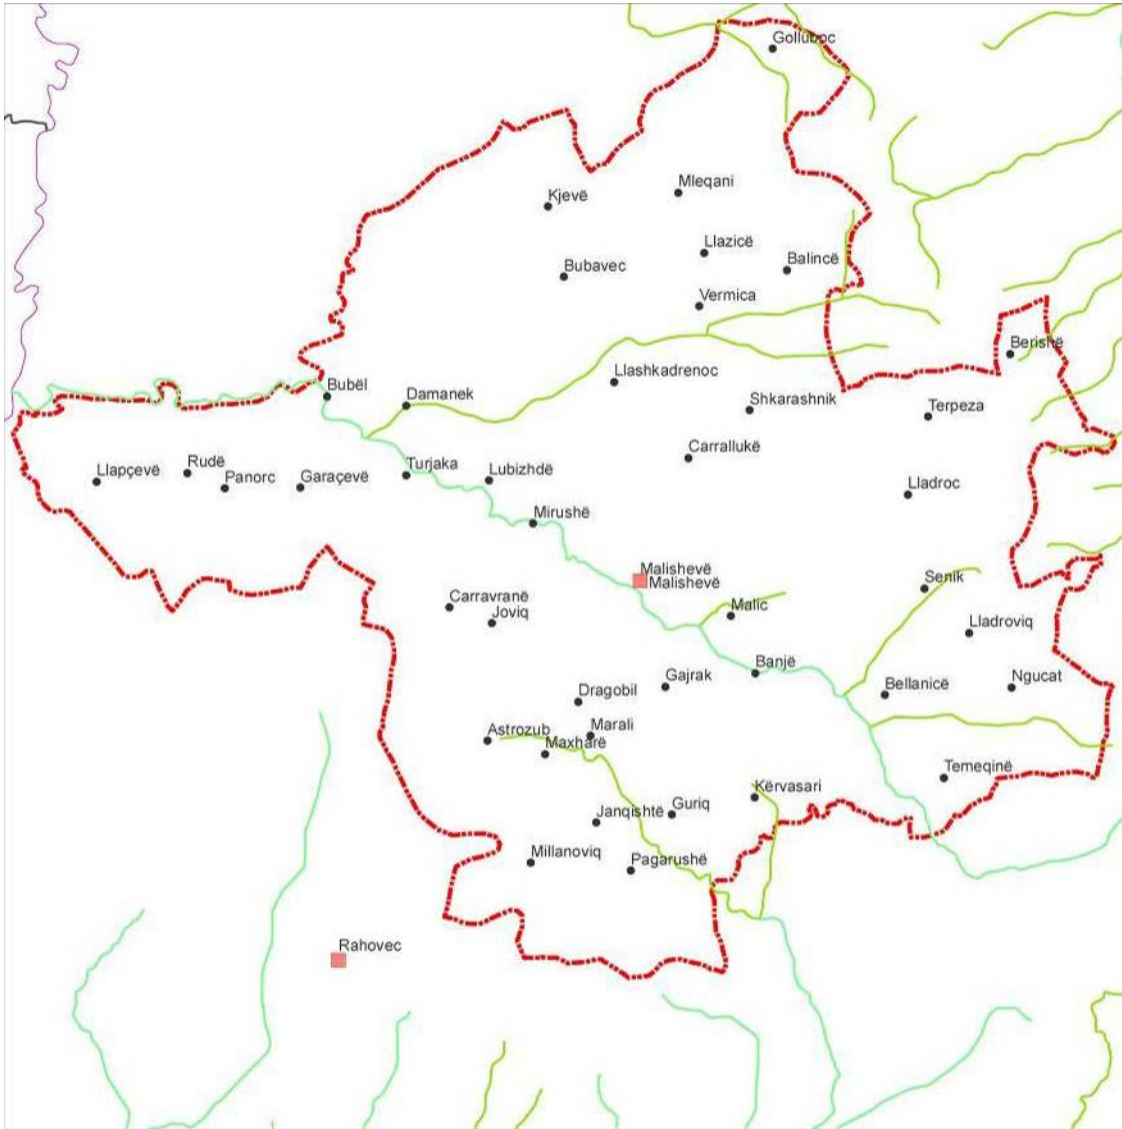 Golluboc
Mleqani
Kjevë
Llazicë
Balincë
Bubavec
Vermica
Berishë
Llashkadrenoc
Bubël
Damanek
Shkarashnik
Terpeza
Carrallukë
Rudë
Llapçevë
Panorc
Garaçevë
Turjaka
Lubizhdë
Lladroc
Mirushë
Malishevë
Malishevë
Senik
Carravranë
Joviq
Malic
Lladroviq
Banjë
Gajrak
Bellanicë
Ngucat
Dragobil
Astrozub
Marali
Maxharë
Temeqinë
Kërvasari
Janqishtë
Guriq
Millanoviq
Pagarushë
Rahovec